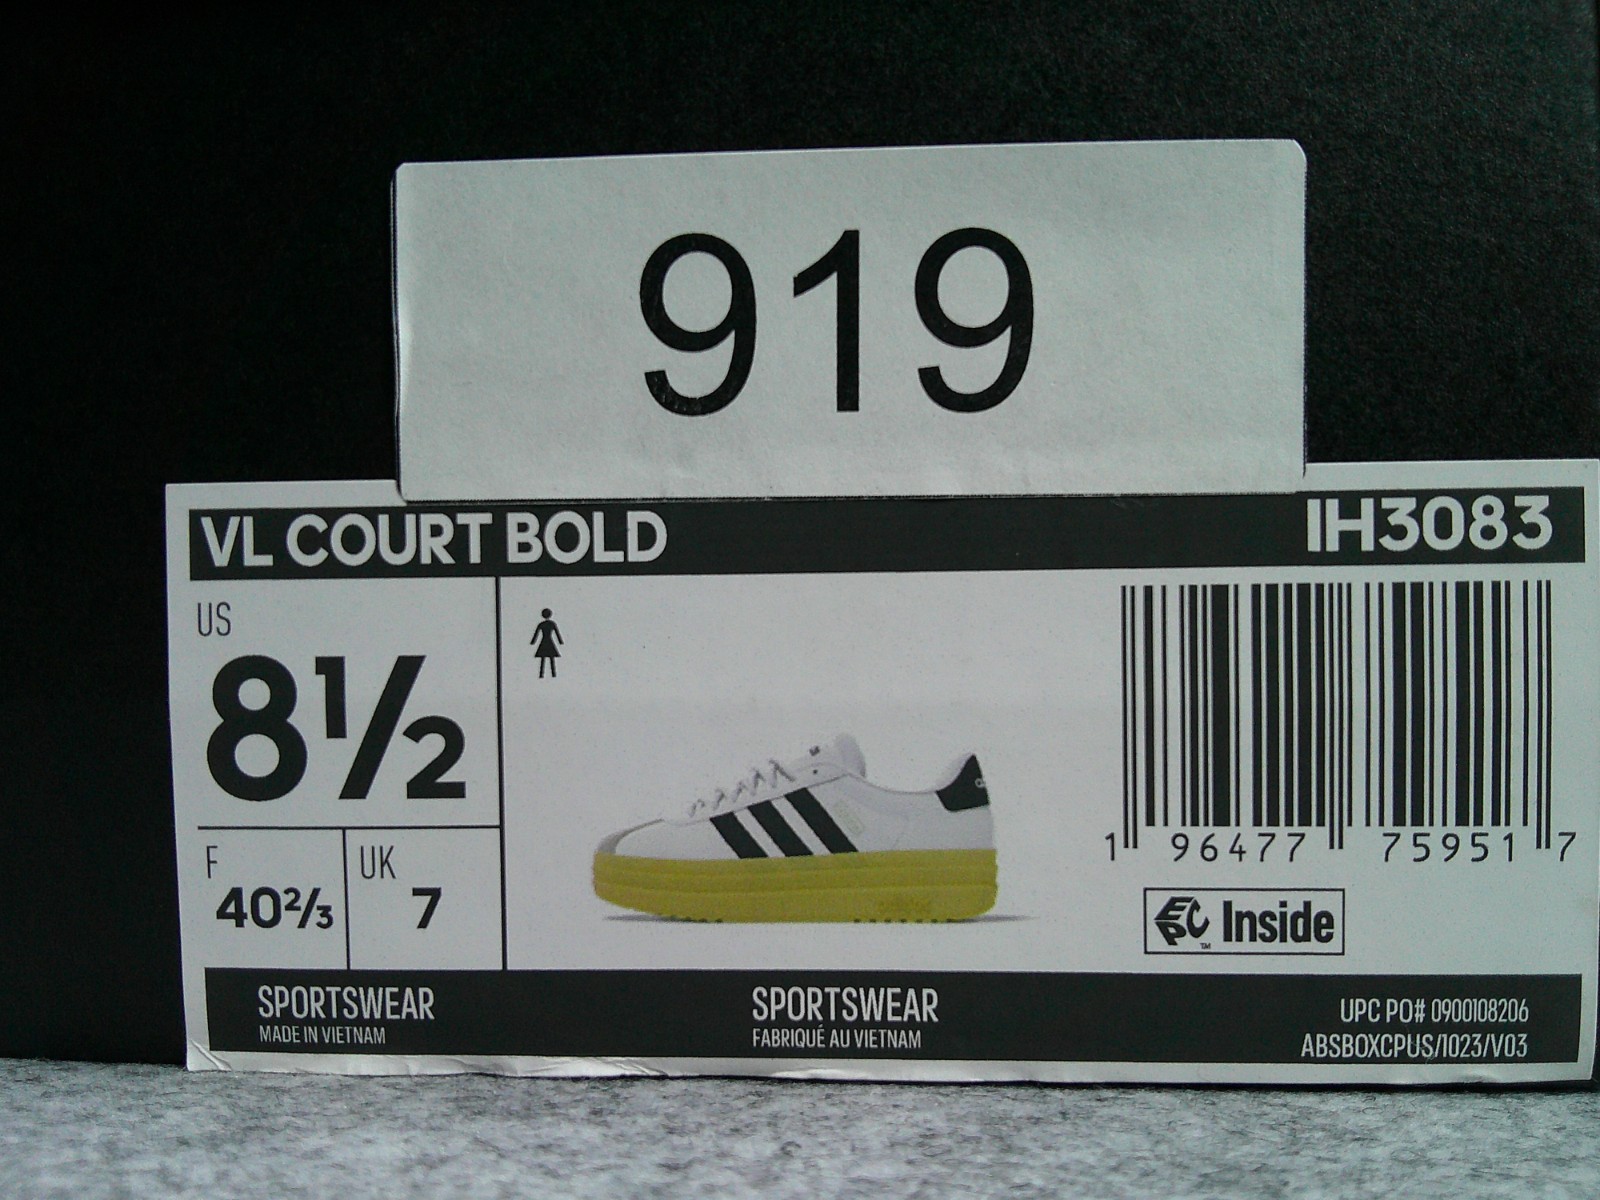 919
VL COURT BOLD
IH3083
US
8½
F
40⅔
UK
7
1 96477 75951 7
EPC™ Inside
SPORTSWEAR
MADE IN VIETNAM
SPORTSWEAR
FABRIQUÉ AU VIETNAM
UPC PO# 0900108206
ABSBOXCPUS/1023/V03